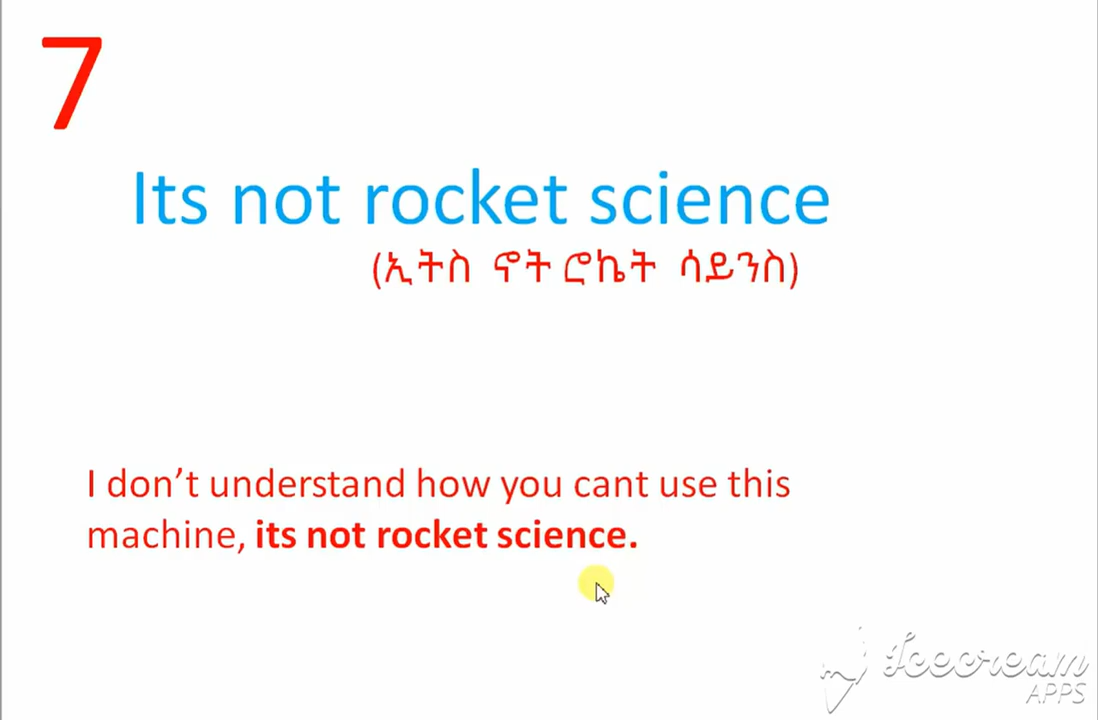 7
Its not rocket science
(ኢትስ ኖት ሮኬት ሳይንስ)
I don’t understand how you cant use this
machine, its not rocket science.
Icecream
APPS